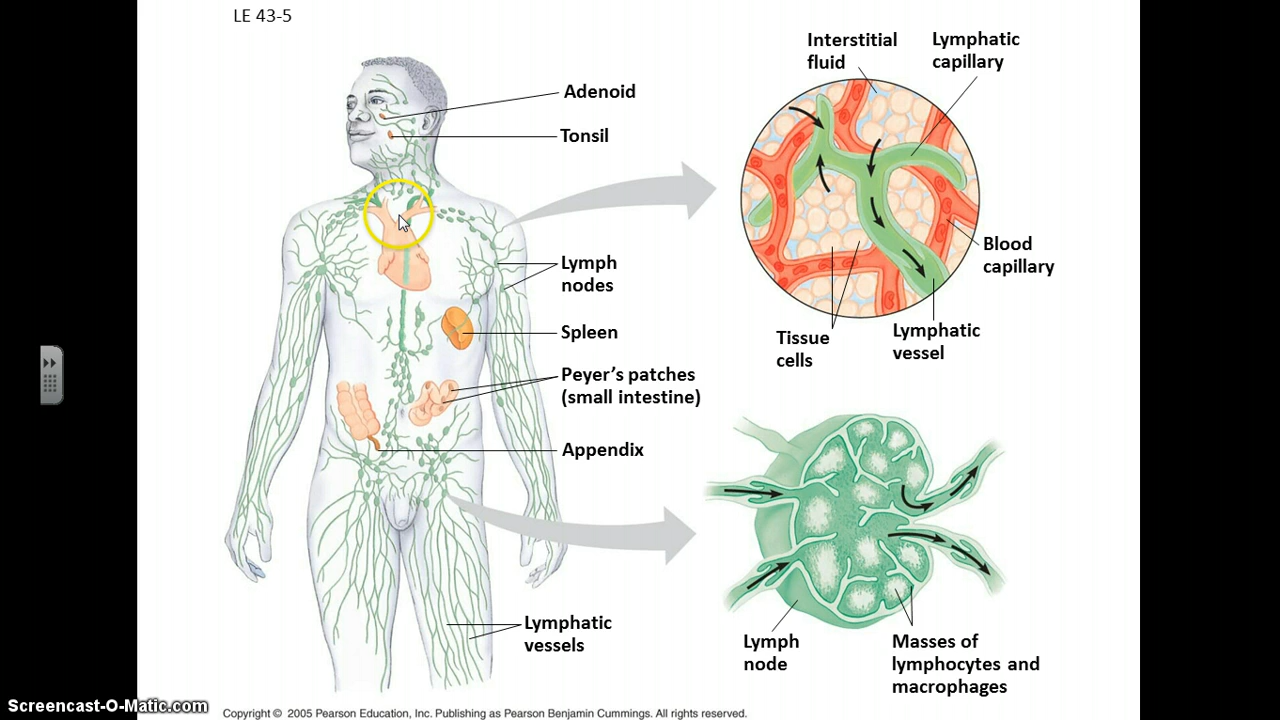 LE 43-5
Adenoid
Tonsil
Lymph
nodes
Spleen
Peyer's patches
(small intestine)
Appendix
Lymphatic
vessels
Interstitial
fluid
Lymphatic
capillary
Blood
capillary
Tissue
cells
Lymphatic
vessel
Lymph
node
Masses of
lymphocytes and
macrophages
Screencast-O-Matic.com
Copyright © 2005 Pearson Education, Inc. Publishing as Pearson Benjamin Cummings. All rights reserved.